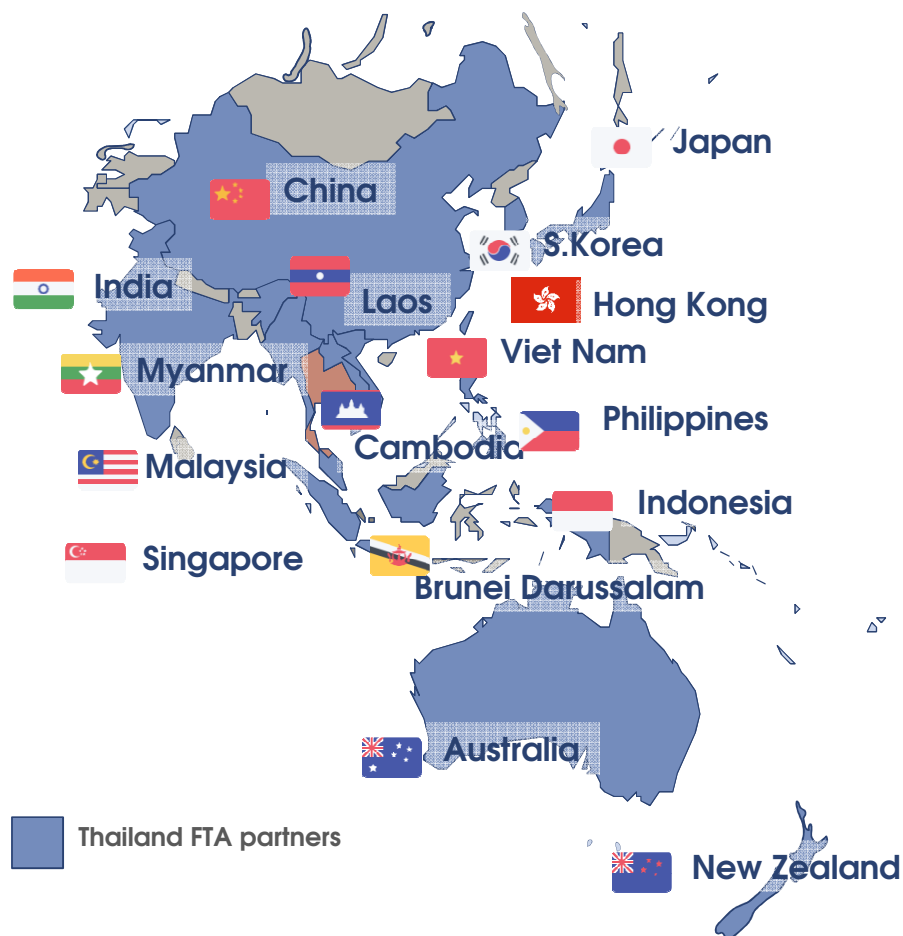 Japan
China
S.Korea
India
Laos
Hong Kong
Viet Nam
Myanmar
Philippines
Cambodia
Malaysia
Indonesia
Singapore
Brunei Darussalam
Australia
Thailand FTA partners
New Zealand